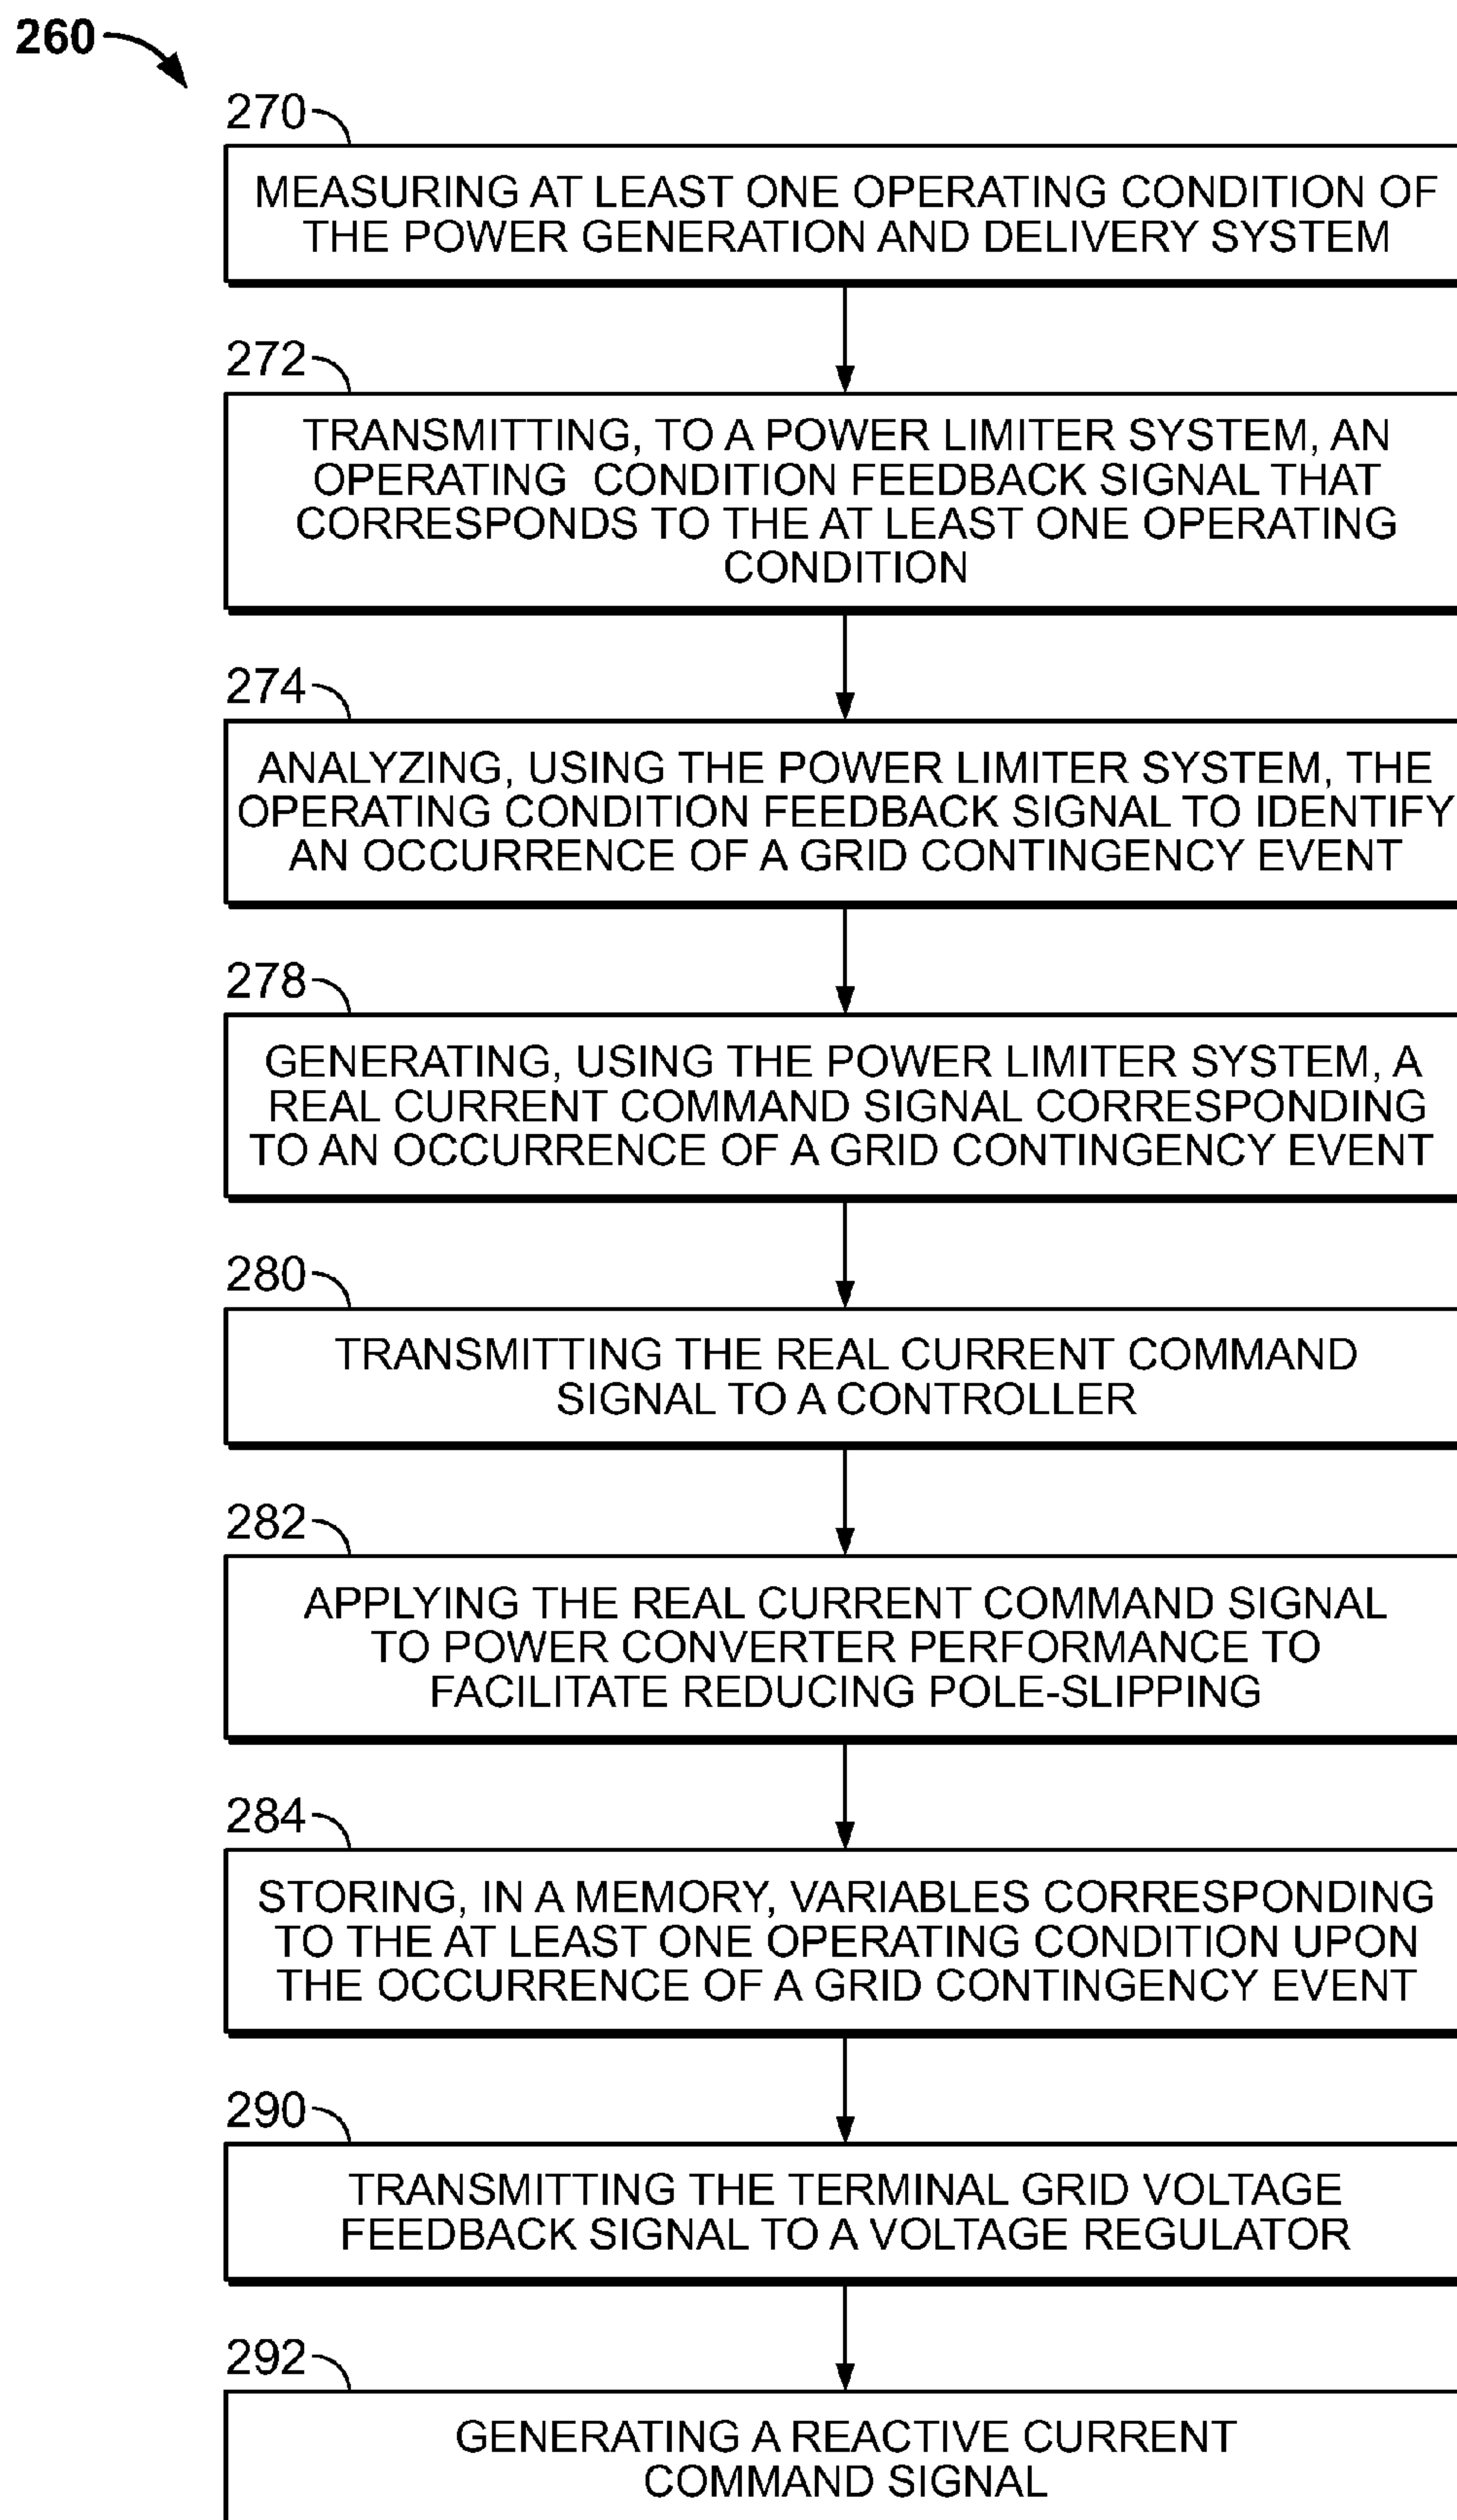 260
270
MEASURING AT LEAST ONE OPERATING CONDITION OF
THE POWER GENERATION AND DELIVERY SYSTEM
272
TRANSMITTING, TO A POWER LIMITER SYSTEM, AN
OPERATING CONDITION FEEDBACK SIGNAL THAT
CORRESPONDS TO THE AT LEAST ONE OPERATING
CONDITION
274
ANALYZING, USING THE POWER LIMITER SYSTEM, THE
OPERATING CONDITION FEEDBACK SIGNAL TO IDENTIFY
AN OCCURRENCE OF A GRID CONTINGENCY EVENT
278
GENERATING, USING THE POWER LIMITER SYSTEM, A
REAL CURRENT COMMAND SIGNAL CORRESPONDING
TO AN OCCURRENCE OF A GRID CONTINGENCY EVENT
280
TRANSMITTING THE REAL CURRENT COMMAND
SIGNAL TO A CONTROLLER
282
APPLYING THE REAL CURRENT COMMAND SIGNAL
TO POWER CONVERTER PERFORMANCE TO
FACILITATE REDUCING POLE-SLIPPING
284
STORING, IN A MEMORY, VARIABLES CORRESPONDING
TO THE AT LEAST ONE OPERATING CONDITION UPON
THE OCCURRENCE OF A GRID CONTINGENCY EVENT
290
TRANSMITTING THE TERMINAL GRID VOLTAGE
FEEDBACK SIGNAL TO A VOLTAGE REGULATOR
292
GENERATING A REACTIVE CURRENT
COMMAND SIGNAL